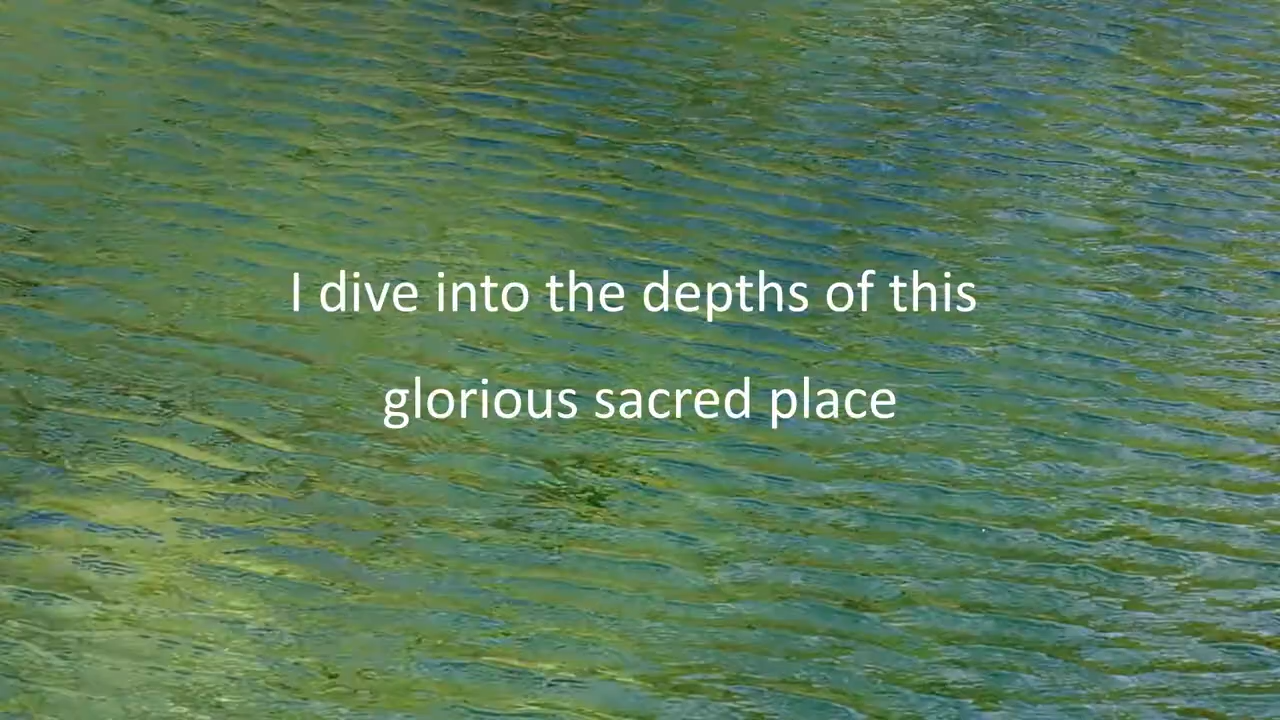 I dive into the depths of this
glorious sacred place